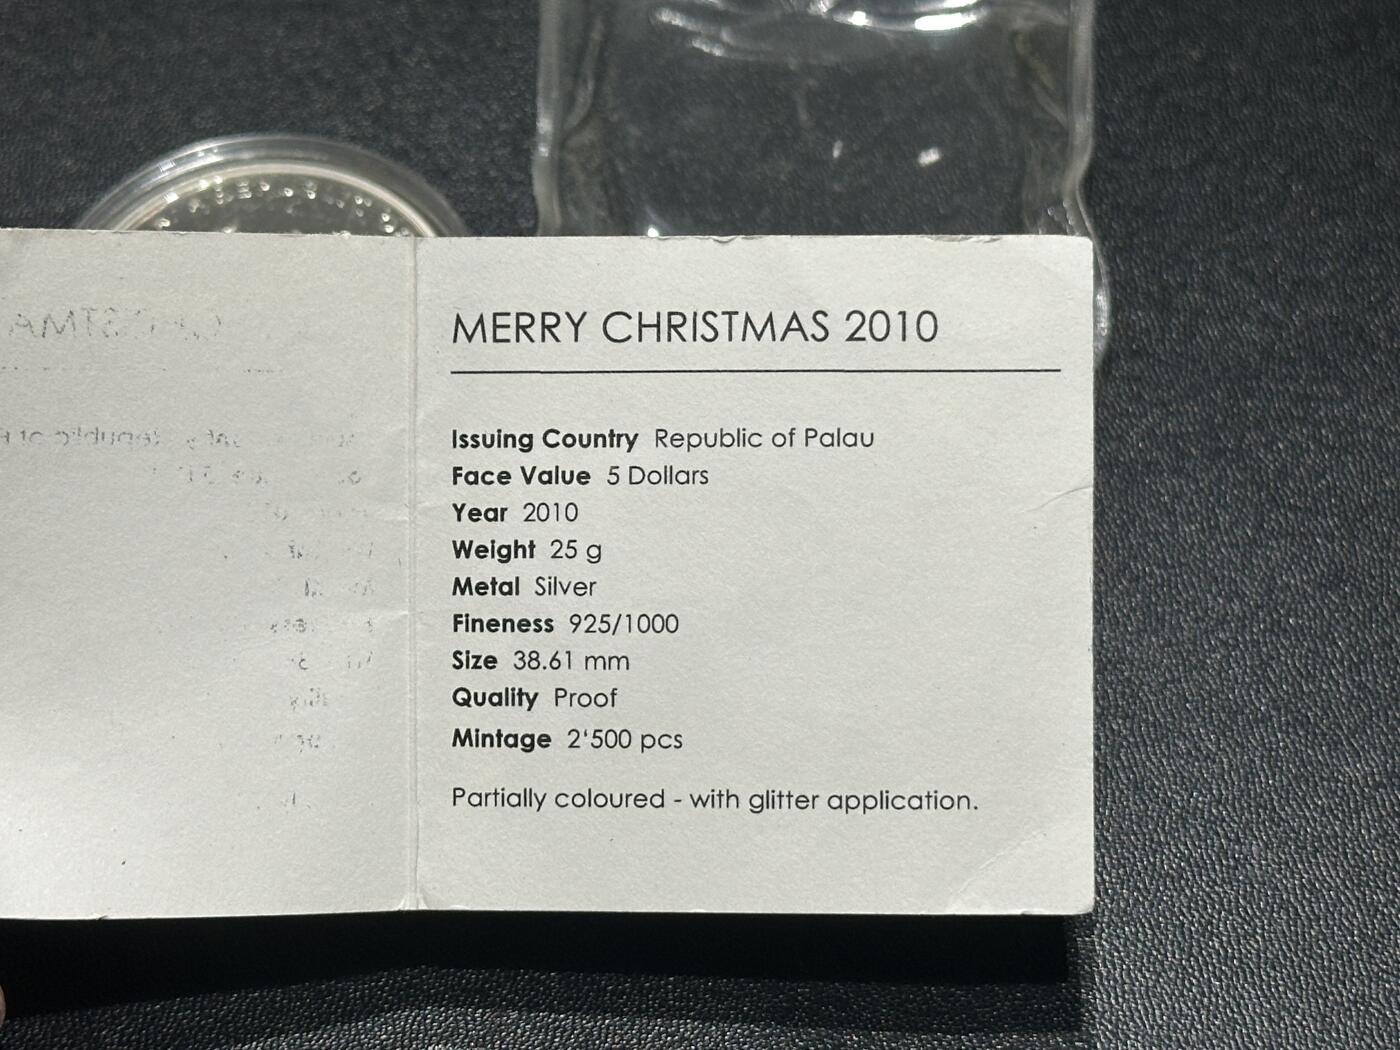 MERRY CHRISTMAS 2010
Issuing Country Republic of Palau
Face Value 5 Dollars
Year 2010
Weight 25 g
Metal Silver
Fineness 925/1000
Size 38.61 mm
Quality Proof
Mintage 2‘500 pcs
Partially coloured - with glitter application.